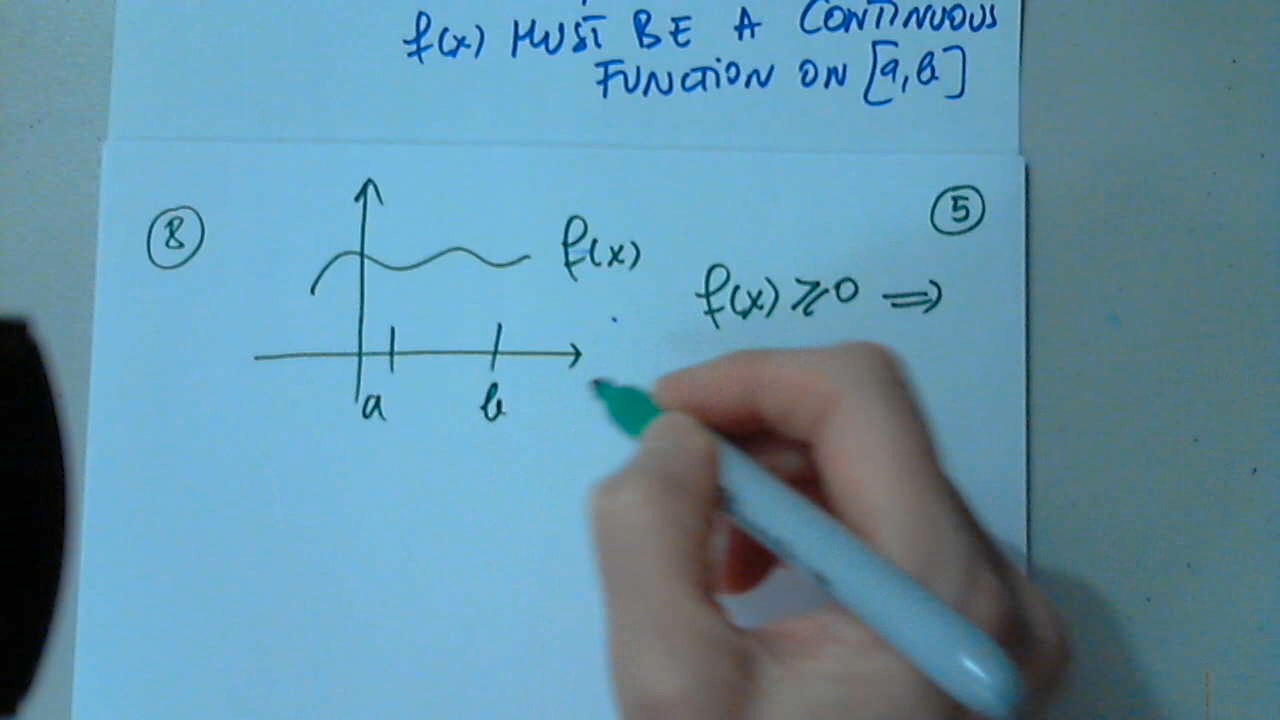 f(x) MUST BE A CONTINUOUS
FUNCTION ON [a,b]
8
5
f(x)
f(x) ⩾ 0 ⇒
a b